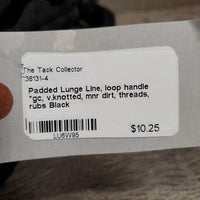 The Tack Collector
*38131-4
Padded Lunge Line, loop handle
*gc, v.knotted, mnr dirt, threads,
rubs Black
LU6W95
$10.25